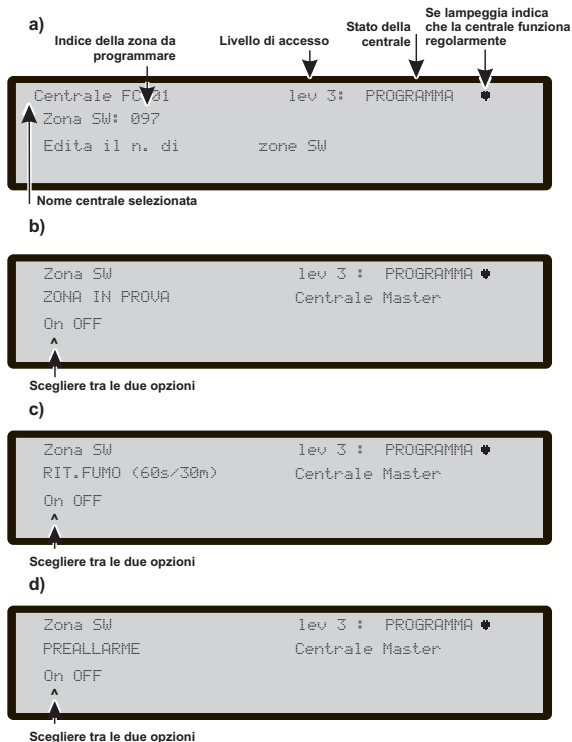 a)
Indice della zona da programmare
Livello di accesso
Stato della centrale
Se lampeggia indica che la centrale funziona regolarmente
Centrale FC 01 lev 3: PROGRAMMA
Zona SW: 097
Edita il n. di zone SW
Nome centrale selezionata
b)
Zona SW lev 3 : PROGRAMMA
ZONA IN PROVA Centrale Master
On OFF
^
Scegliere tra le due opzioni
c)
Zona SW lev 3 : PROGRAMMA
RIT.FUMO (60s/30m) Centrale Master
On OFF
^
Scegliere tra le due opzioni
d)
Zona SW lev 3 : PROGRAMMA
PREALLARME Centrale Master
On OFF
^
Scegliere tra le due opzioni